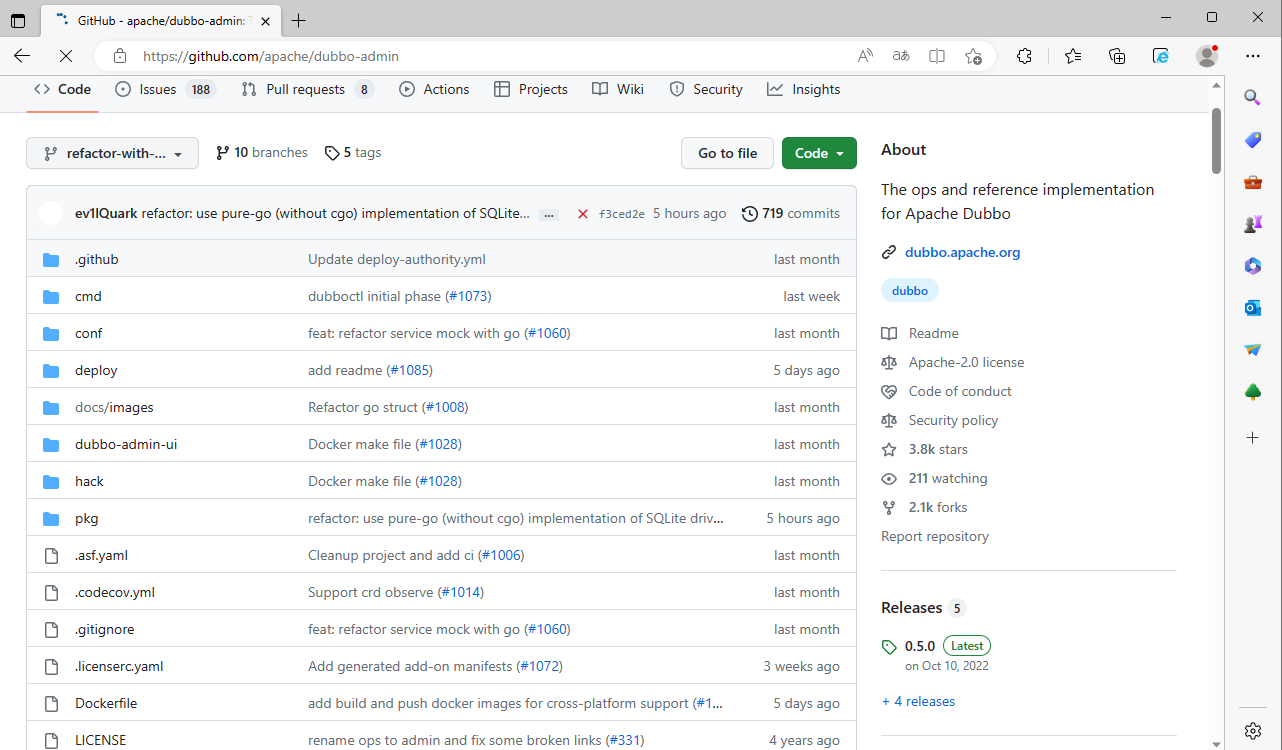 GitHub - apache/dubbo-admin:
https://github.com/apache/dubbo-admin
Code
Issues 188
Pull requests 8
Actions
Projects
Wiki
Security
Insights
refactor-with-...
10 branches
5 tags
Go to file
Code
ev1lQuark refactor: use pure-go (without cgo) implementation of SQLite... ... f3ced2e 5 hours ago 719 commits
.github Update deploy-authority.yml last month
cmd dubboctl initial phase (#1073) last week
conf feat: refactor service mock with go (#1060) last month
deploy add readme (#1085) 5 days ago
docs/images Refactor go struct (#1008) last month
dubbo-admin-ui Docker make file (#1028) last month
hack Docker make file (#1028) last month
pkg refactor: use pure-go (without cgo) implementation of SQLite driv... 5 hours ago
.asf.yaml Cleanup project and add ci (#1006) last month
.codecov.yml Support crd observe (#1014) last month
.gitignore feat: refactor service mock with go (#1060) last month
.licenserc.yaml Add generated add-on manifests (#1072) 3 weeks ago
Dockerfile add build and push docker images for cross-platform support (#1... 5 days ago
LICENSE rename ops to admin and fix some broken links (#331) 4 years ago
About
The ops and reference implementation
for Apache Dubbo
dubbo.apache.org
dubbo
Readme
Apache-2.0 license
Code of conduct
Security policy
3.8k stars
211 watching
2.1k forks
Report repository
Releases 5
0.5.0 Latest
on Oct 10, 2022
+ 4 releases